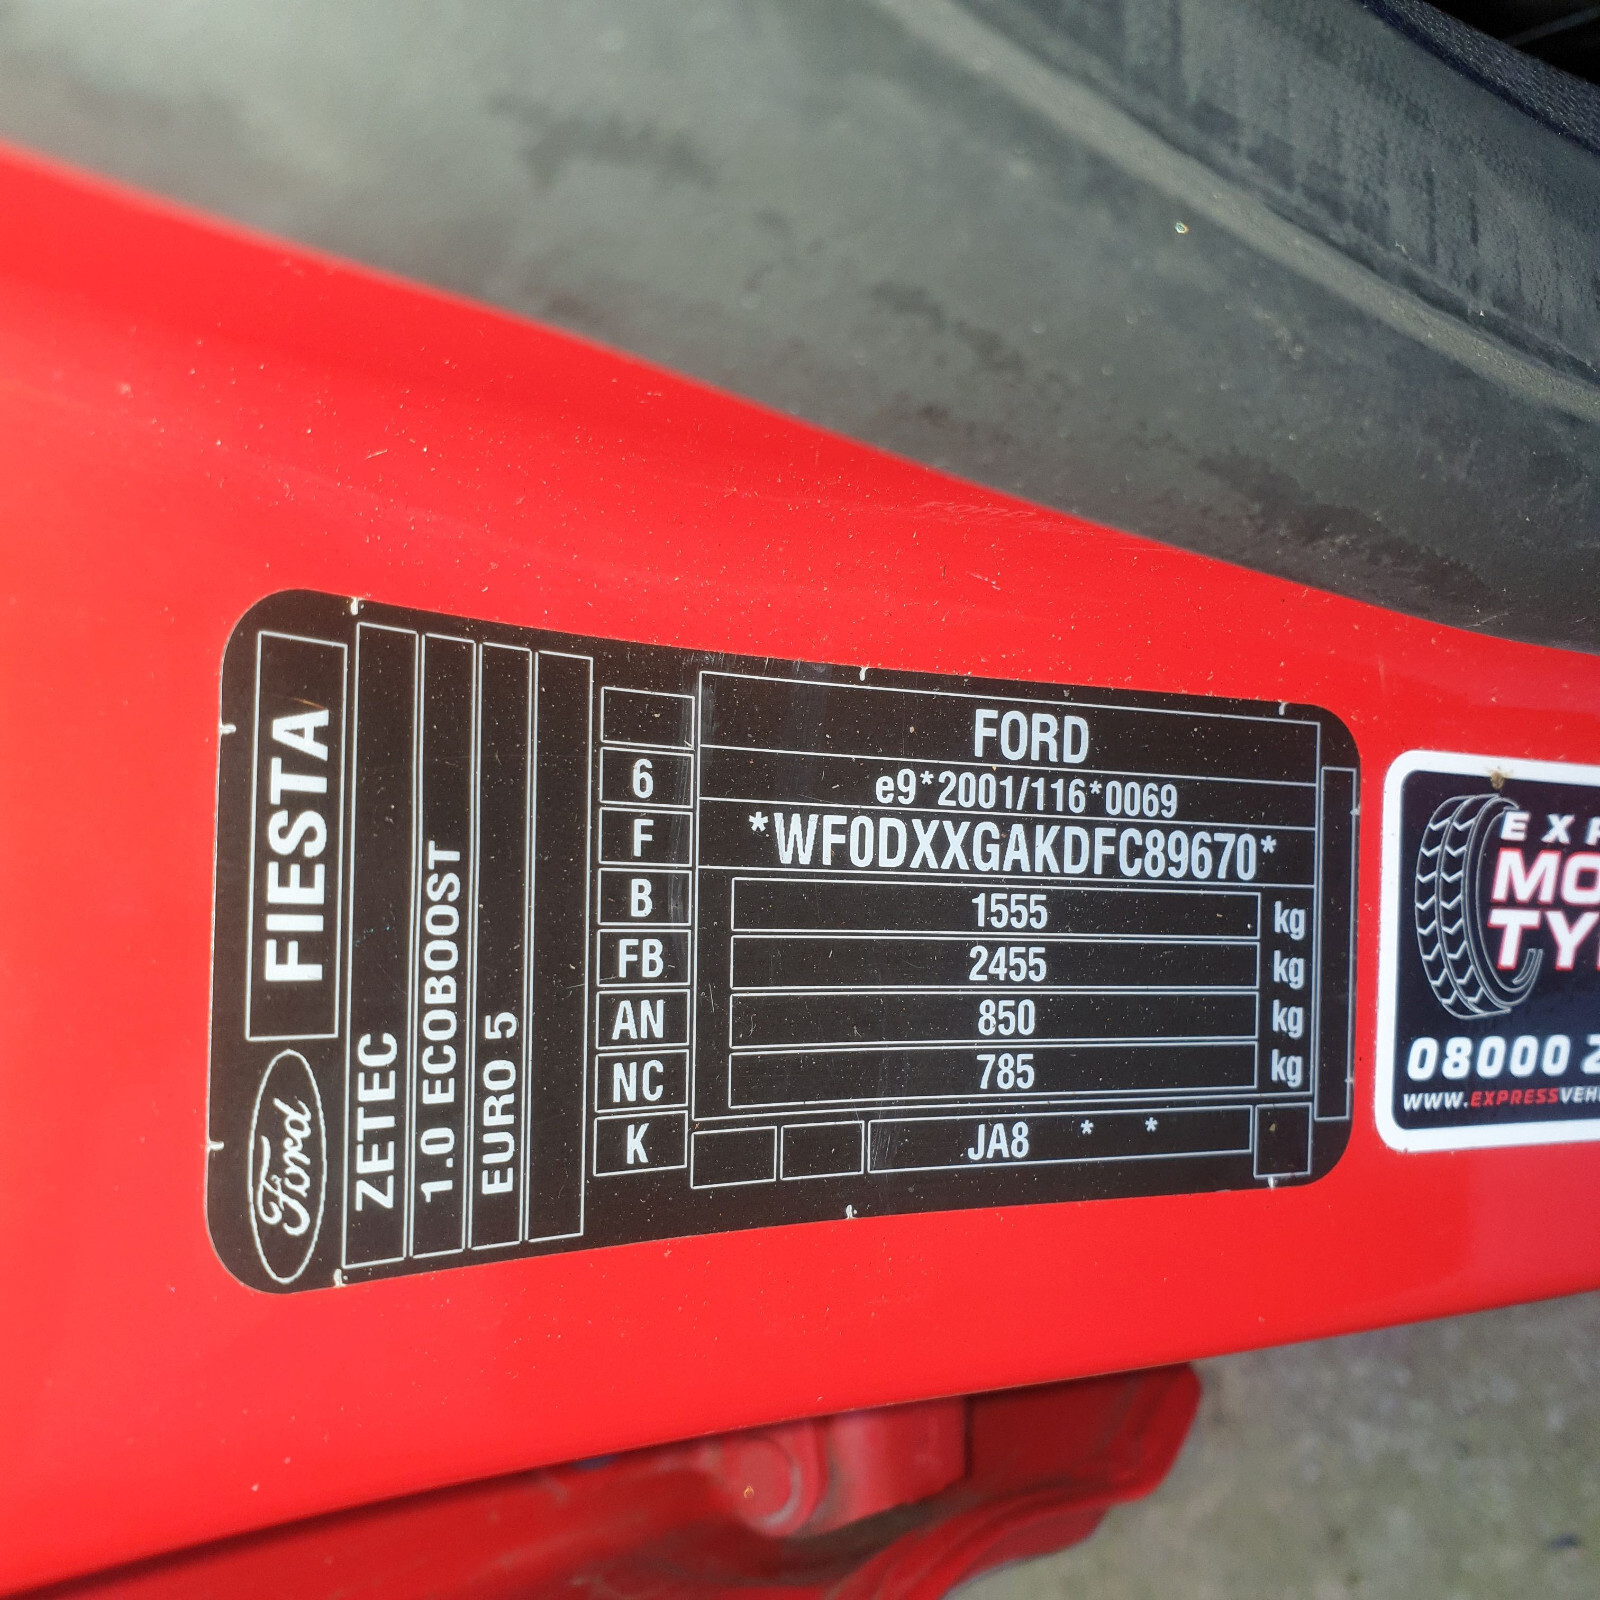 FORD
6
e9*2001/116*0069
F
*WF0DXXGAKDFC89670*
B
1555
kg
FB
2455
kg
AN
850
kg
NC
785
kg
K
JA8 * *
Ford
FIESTA
ZETEC
1.0 ECOBOOST
EURO 5
EXP
MO
TY
08000 2
WWW.EXPRESSVEH